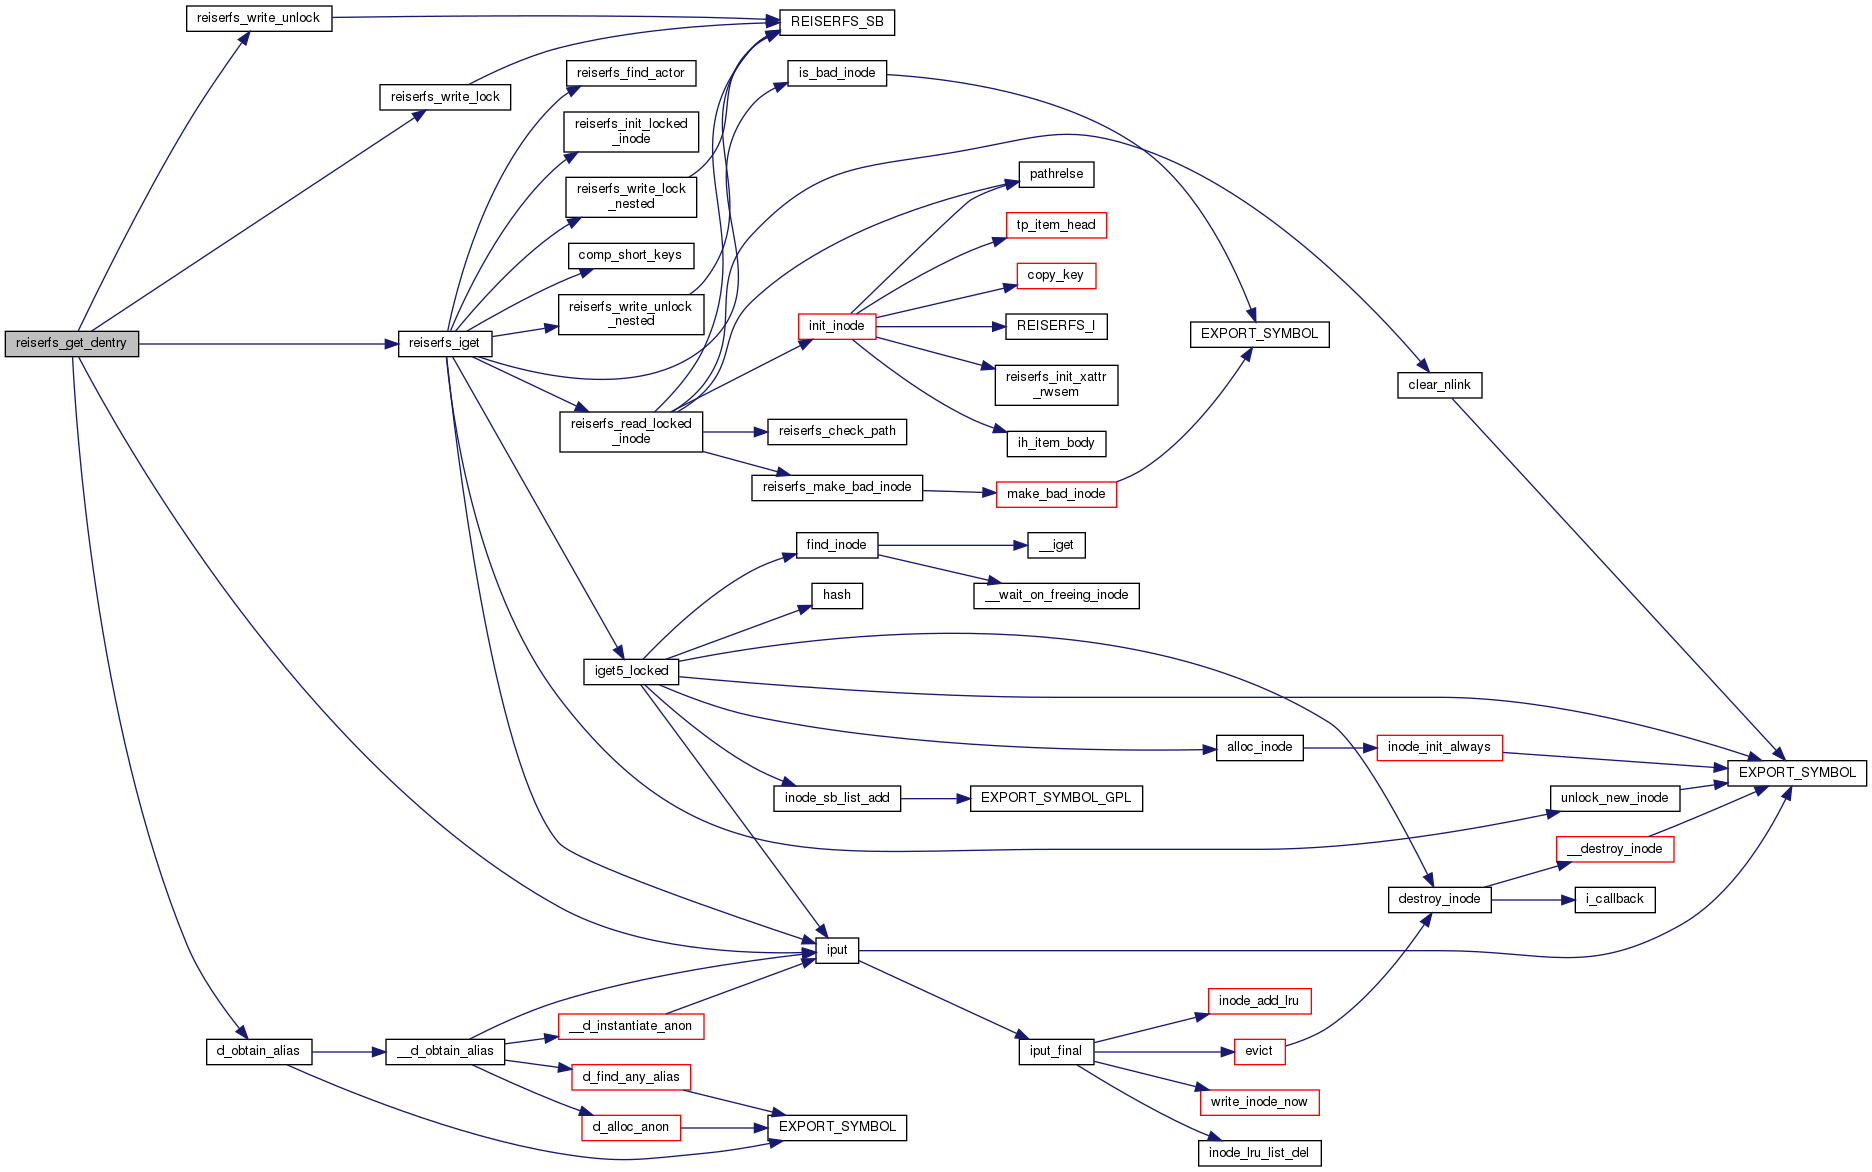 reiserfs_write_unlock
REISERFS_SB
reiserfs_find_actor
is_bad_inode
reiserfs_write_lock
reiserfs_init_locked
_inode
pathrelse
reiserfs_write_lock
_nested
tp_item_head
comp_short_keys
copy_key
reiserfs_write_unlock
_nested
init_inode
REISERFS_I
EXPORT_SYMBOL
reiserfs_get_dentry
reiserfs_iget
reiserfs_init_xattr
_rwsem
clear_nlink
reiserfs_read_locked
_inode
reiserfs_check_path
ih_item_body
reiserfs_make_bad_inode
make_bad_inode
find_inode
__iget
hash
__wait_on_freeing_inode
iget5_locked
alloc_inode
inode_init_always
EXPORT_SYMBOL
inode_sb_list_add
EXPORT_SYMBOL_GPL
unlock_new_inode
__destroy_inode
destroy_inode
i_callback
iput
inode_add_lru
__d_instantiate_anon
d_obtain_alias
__d_obtain_alias
iput_final
evict
d_find_any_alias
write_inode_now
d_alloc_anon
EXPORT_SYMBOL
inode_lru_list_del